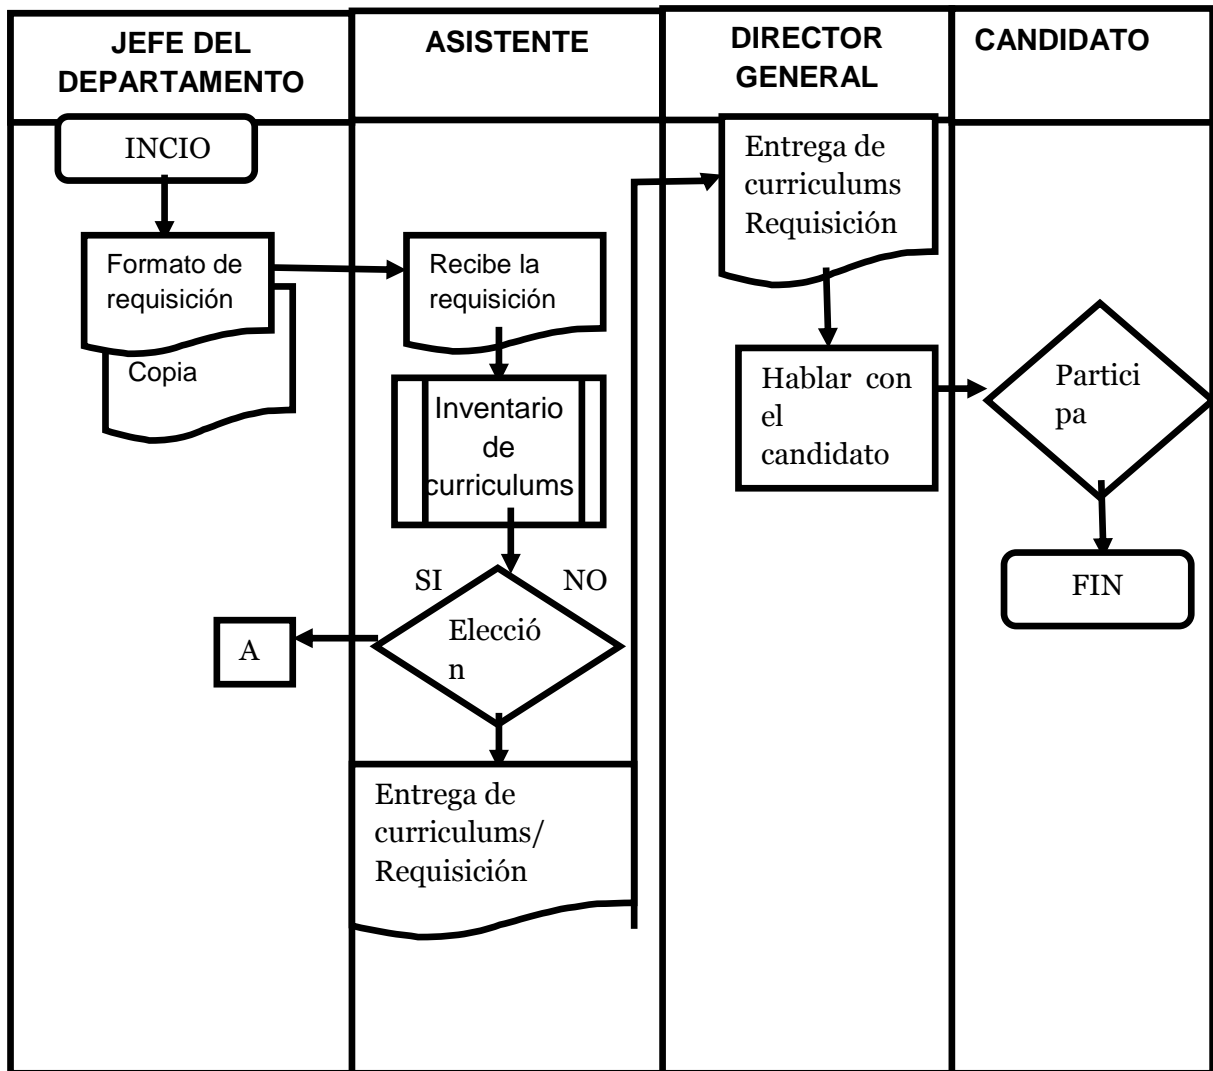 JEFE DEL
DEPARTAMENTO
ASISTENTE
DIRECTOR
GENERAL
CANDIDATO
INCIO
Formato de
requisición
Copia
Recibe la
requisición
Inventario
de
curriculums
SI
NO
Elecció
n
A
Entrega de
curriculums/
Requisición
Entrega de
curriculums
Requisición
Hablar con
el
candidato
Partici
pa
FIN